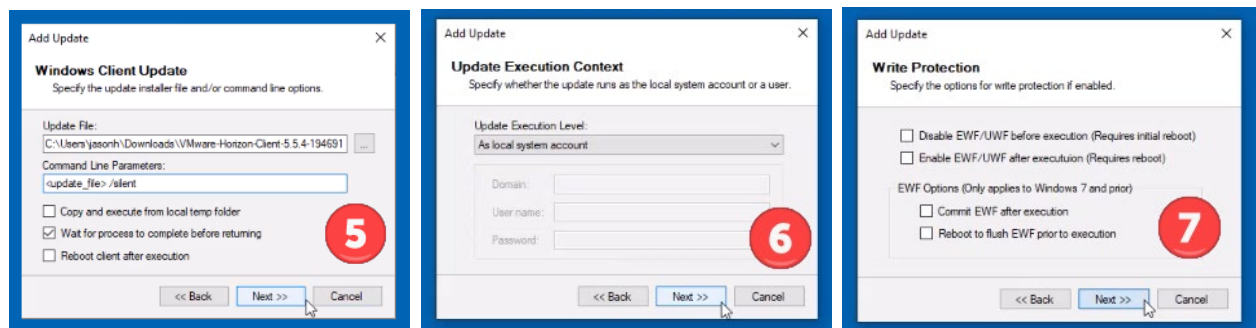 Add Update
Windows Client Update
Specify the update installer file and/or command line options.
Update File:
C:\Users\jasonh\Downloads\VMware-Horizon-Client-5.5.4-194691
...
Command Line Parameters:
<update_file> /silent
Copy and execute from local temp folder
Wait for process to complete before returning
Reboot client after execution
5
<< Back
Next >>
Cancel
Add Update
Update Execution Context
Specify whether the update runs as the local system account or a user.
Update Execution Level:
As local system account
Domain:
User name:
Password:
6
<< Back
Next >>
Cancel
Add Update
Write Protection
Specify the options for write protection if enabled.
Disable EWF/UWF before execution (Requires initial reboot)
Enable EWF/UWF after executuion (Requires reboot)
EWF Options (Only applies to Windows 7 and prior)
Commit EWF after execution
Reboot to flush EWF prior to execution
7
<< Back
Next >>
Cancel